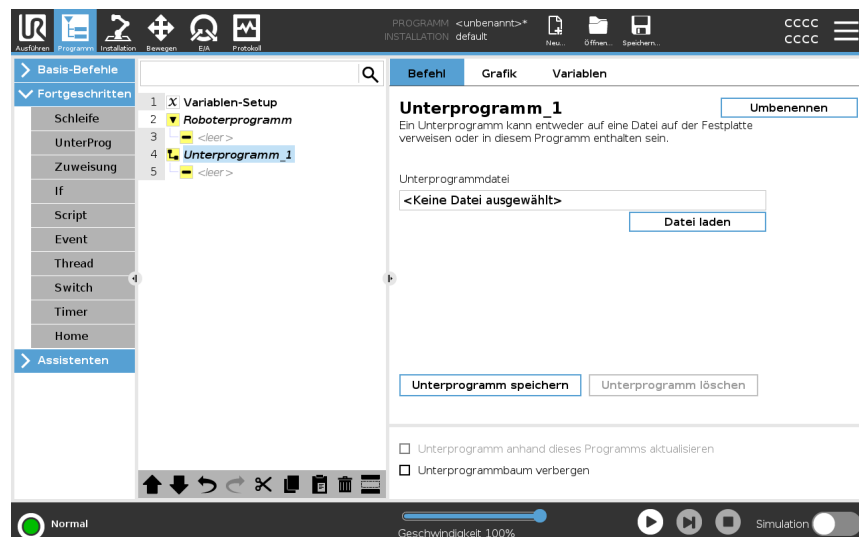 PROGRAMM <unbenannt>*
INSTALLATION default
Ausführen Programm Installation Bewegen E/A Protokoll
Neu... Öffnen... Speichern...
CCCC
CCCC
Basis-Befehle
Fortgeschritten
Schleife
UnterProg
Zuweisung
If
Script
Event
Thread
Switch
Timer
Home
Assistenten
1 X Variablen-Setup
2 Roboterprogramm
3 <leer>
4 Unterprogramm_1
5 <leer>
Befehl Grafik Variablen
Unterprogramm_1
Umbenennen
Ein Unterprogramm kann entweder auf eine Datei auf der Festplatte
verweisen oder in diesem Programm enthalten sein.
Unterprogrammdatei
<Keine Datei ausgewählt>
Datei laden
Unterprogramm speichern
Unterprogramm löschen
Unterprogramm anhand dieses Programms aktualisieren
Unterprogrammbaum verbergen
Normal
Geschwindigkeit 100%
Simulation